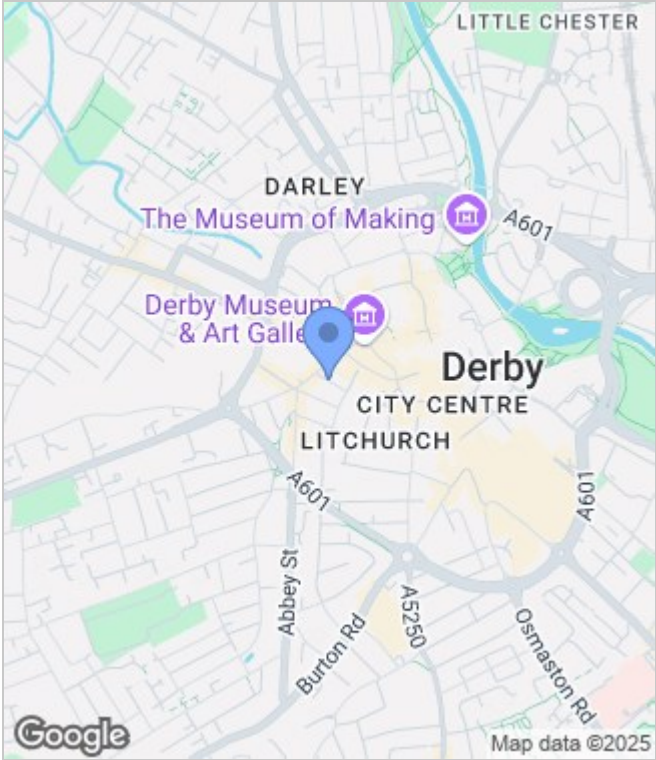 LITTLE CHESTER
DARLEY
The Museum of Making
A601
Derby Museum
& Art Galle
Derby
CITY CENTRE
LITCHURCH
A601
A601
Abbey St
A5250
Burton Rd
Osmaston Rd
Google
Map data ©2025